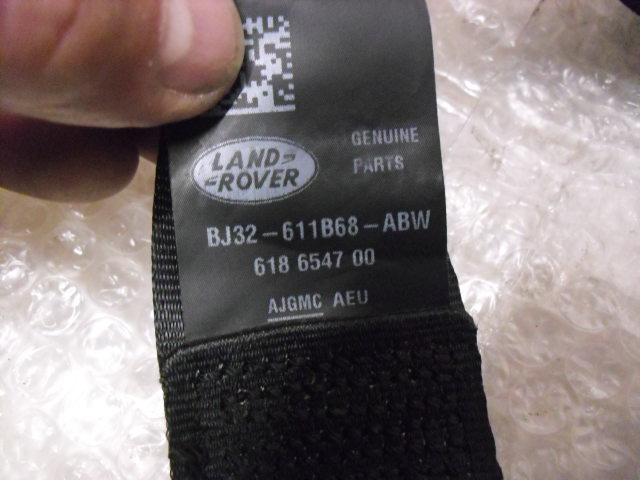 LAND-
-ROVER
GENUINE
PARTS
BJ32-611B68-ABW
618 6547 00
AJGMC AEU